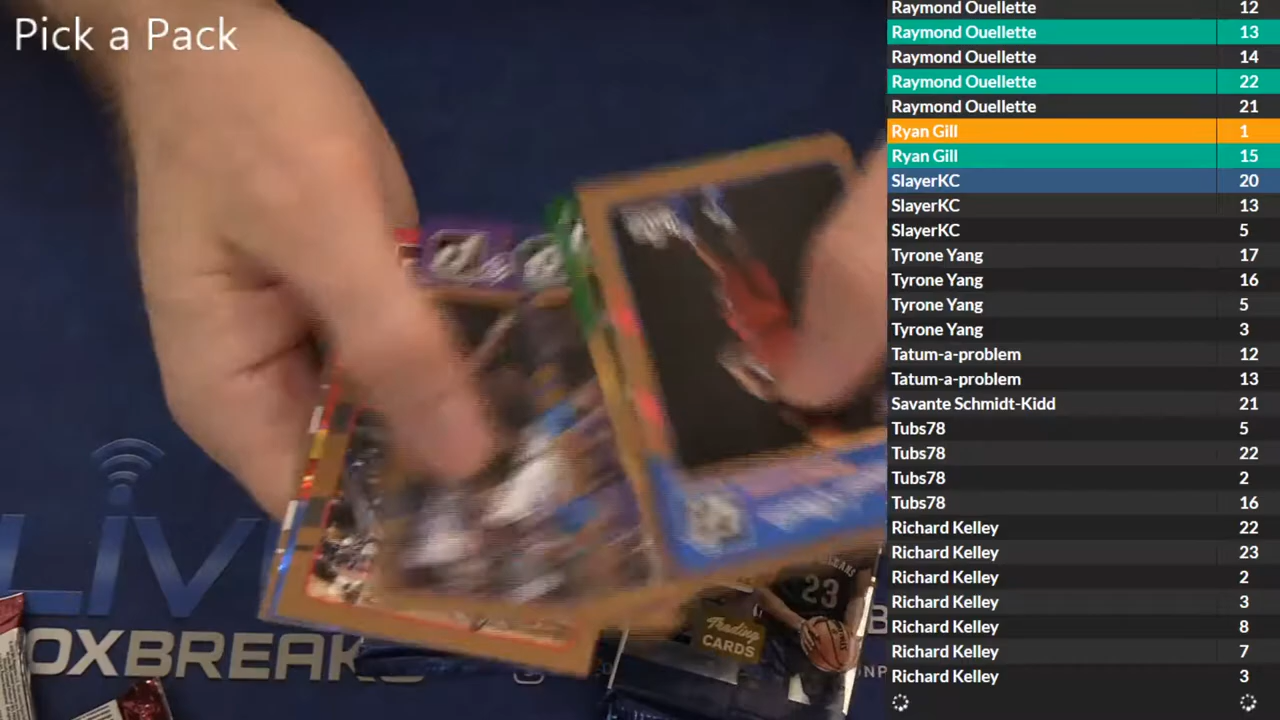 Pick a Pack
Raymond Ouellette 12
Raymond Ouellette 13
Raymond Ouellette 14
Raymond Ouellette 22
Raymond Ouellette 21
Ryan Gill 1
Ryan Gill 15
SlayerKC 20
SlayerKC 13
SlayerKC 5
Tyrone Yang 17
Tyrone Yang 16
Tyrone Yang 5
Tyrone Yang 3
Tatum-a-problem 12
Tatum-a-problem 13
Savante Schmidt-Kidd 21
Tubs78 5
Tubs78 22
Tubs78 2
Tubs78 16
Richard Kelley 22
Richard Kelley 23
Richard Kelley 2
Richard Kelley 3
Richard Kelley 8
Richard Kelley 7
Richard Kelley 3
LIV
OXBREAK
23
Trading
CARDS